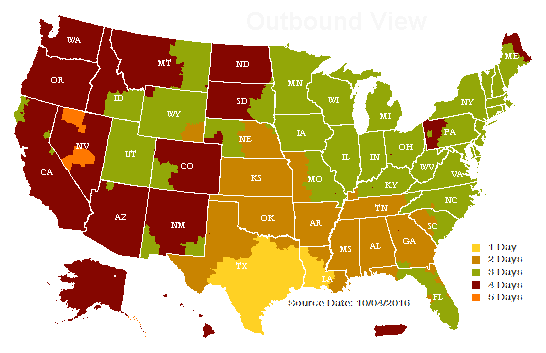 Outbound View
WA
MT
ND
MN
ME
OR
ID
SD
WI
MI
NY
WY
IA
PA
NV
NE
IL
IN
OH
UT
WV
VA
CA
CO
KS
MO
KY
NC
AZ
NM
OK
AR
TN
SC
MS
AL
GA
TX
LA
FL
1 Day
2 Days
3 Days
4 Days
5 Days
Source Date: 10/04/2016